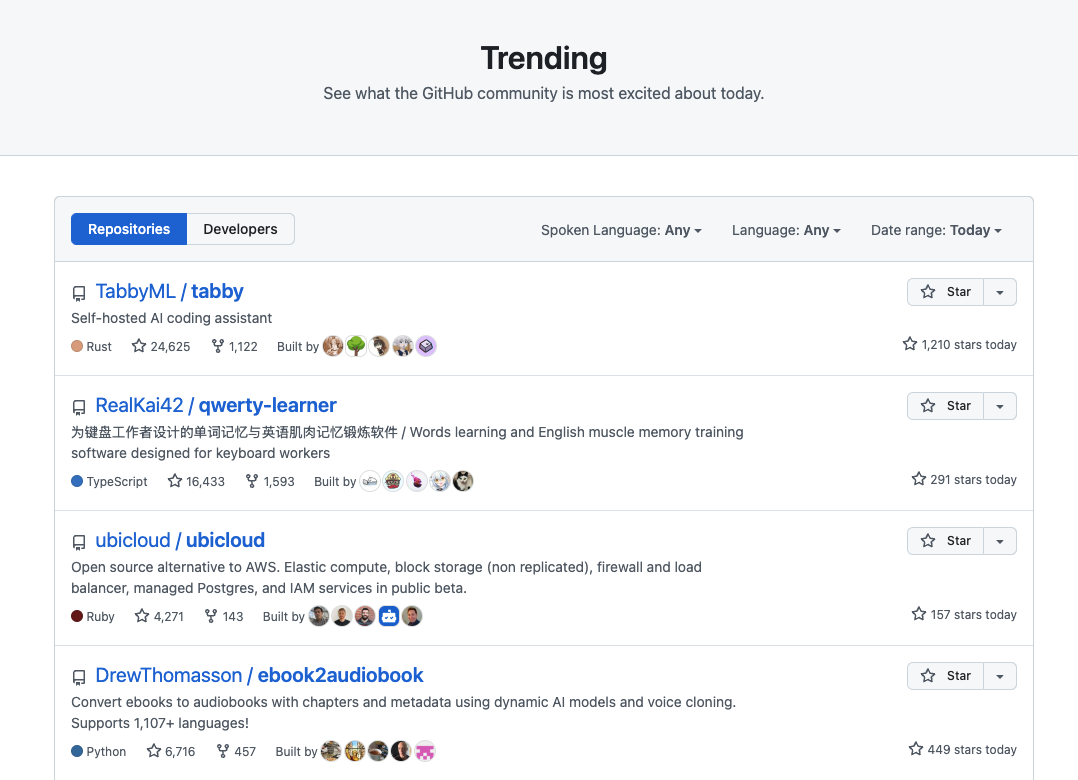 Trending
See what the GitHub community is most excited about today.
Repositories Developers Spoken Language: Any Language: Any Date range: Today
TabbyML / tabby Star
Self-hosted AI coding assistant
Rust 24,625 1,122 Built by 1,210 stars today
RealKai42 / qwerty-learner Star
为键盘工作者设计的单词记忆与英语肌肉记忆锻炼软件 / Words learning and English muscle memory training
software designed for keyboard workers
TypeScript 16,433 1,593 Built by 291 stars today
ubicloud / ubicloud Star
Open source alternative to AWS. Elastic compute, block storage (non replicated), firewall and load
balancer, managed Postgres, and IAM services in public beta.
Ruby 4,271 143 Built by 157 stars today
DrewThomasson / ebook2audiobook Star
Convert ebooks to audiobooks with chapters and metadata using dynamic AI models and voice cloning.
Supports 1,107+ languages!
Python 6,716 457 Built by 449 stars today